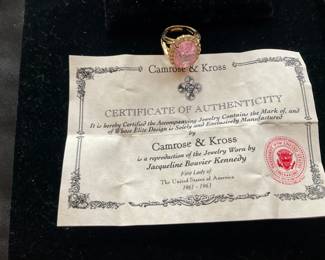 Camrose & Kross
CERTIFICATE OF AUTHENTICITY
It is hereby Certified the Accompanying Jewelry Contains the Mark of, and
of Whose Elite Design is Solely and Exclusively Manufactured
by
Camrose & Kross
is a reproduction of the Jewelry Worn by
Jacqueline Bouvier Kennedy
First Lady of
The United States of America
1961 - 1963